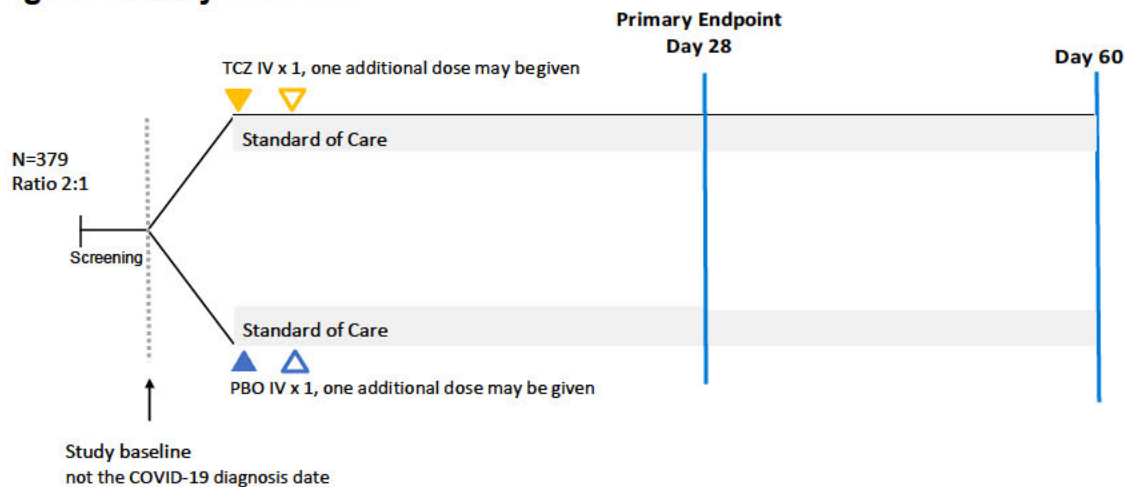 Primary Endpoint
Day 28
Day 60
TCZ IV x 1, one additional dose may be given
Standard of Care
N=379
Ratio 2:1
Screening
Standard of Care
PBO IV x 1, one additional dose may be given
Study baseline
not the COVID-19 diagnosis date